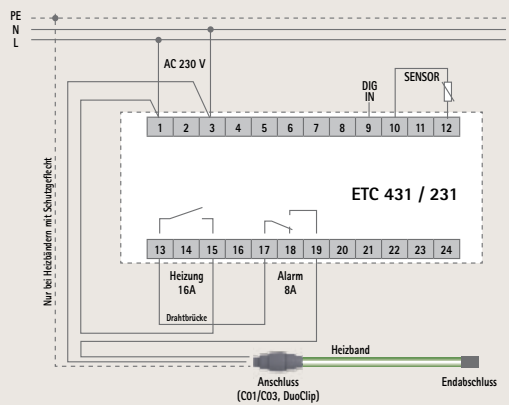 PE
N
L
AC 230 V
DIG
IN
SENSOR
1 2 3 4 5 6 7 8 9 10 11 12
ETC 431 / 231
Nur bei Heizbändern mit Schutzgeflecht
13 14 15 16 17 18 19 20 21 22 23 24
Heizung
16A
Alarm
8A
Drahtbrücke
Heizband
Anschluss
(C01/C03, DuoClip)
Endabschluss